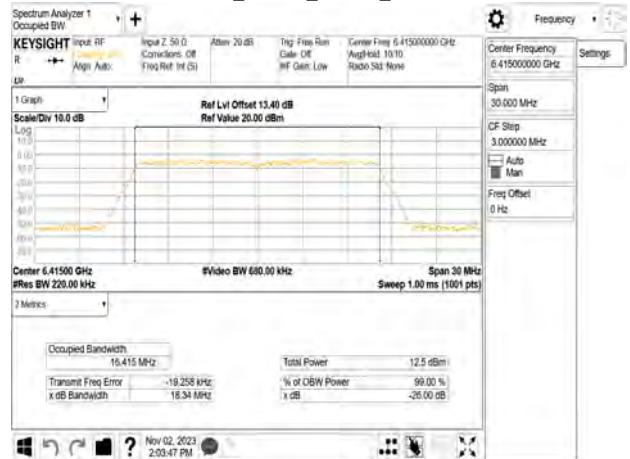 Spectrum Analyzer 1
Occupied BW
+
Frequency
KEYSIGHT
Input: RF
Input Z: 50 Ω
Atten: 20 dB
Trig: Free Run
Center Freq: 6.415000000 GHz
R
Corrections: Off
Gate: Off
Avg|Hold: 10/10
Align: Auto
Freq Ref: Int (S)
#IF Gain: Low
Radio Std: None
Center Frequency
6.415000000 GHz
Settings
Span
30.000 MHz
CF Step
3.000000 MHz
Auto
Man
Freq Offset
0 Hz
1 Graph
Scale/Div 10.0 dB
Ref Lvl Offset 13.40 dB
Ref Value 20.00 dBm
Log
Center 6.41500 GHz
#Video BW 680.00 kHz
Span 30 MHz
#Res BW 220.00 kHz
Sweep 1.00 ms (1001 pts)
2 Metrics
Occupied Bandwidth
16.415 MHz
Total Power
12.5 dBm
Transmit Freq Error
-19.258 kHz
% of OBW Power
99.00 %
x dB Bandwidth
18.34 MHz
x dB
-26.00 dB
?
Nov 02, 2023
2:03:47 PM